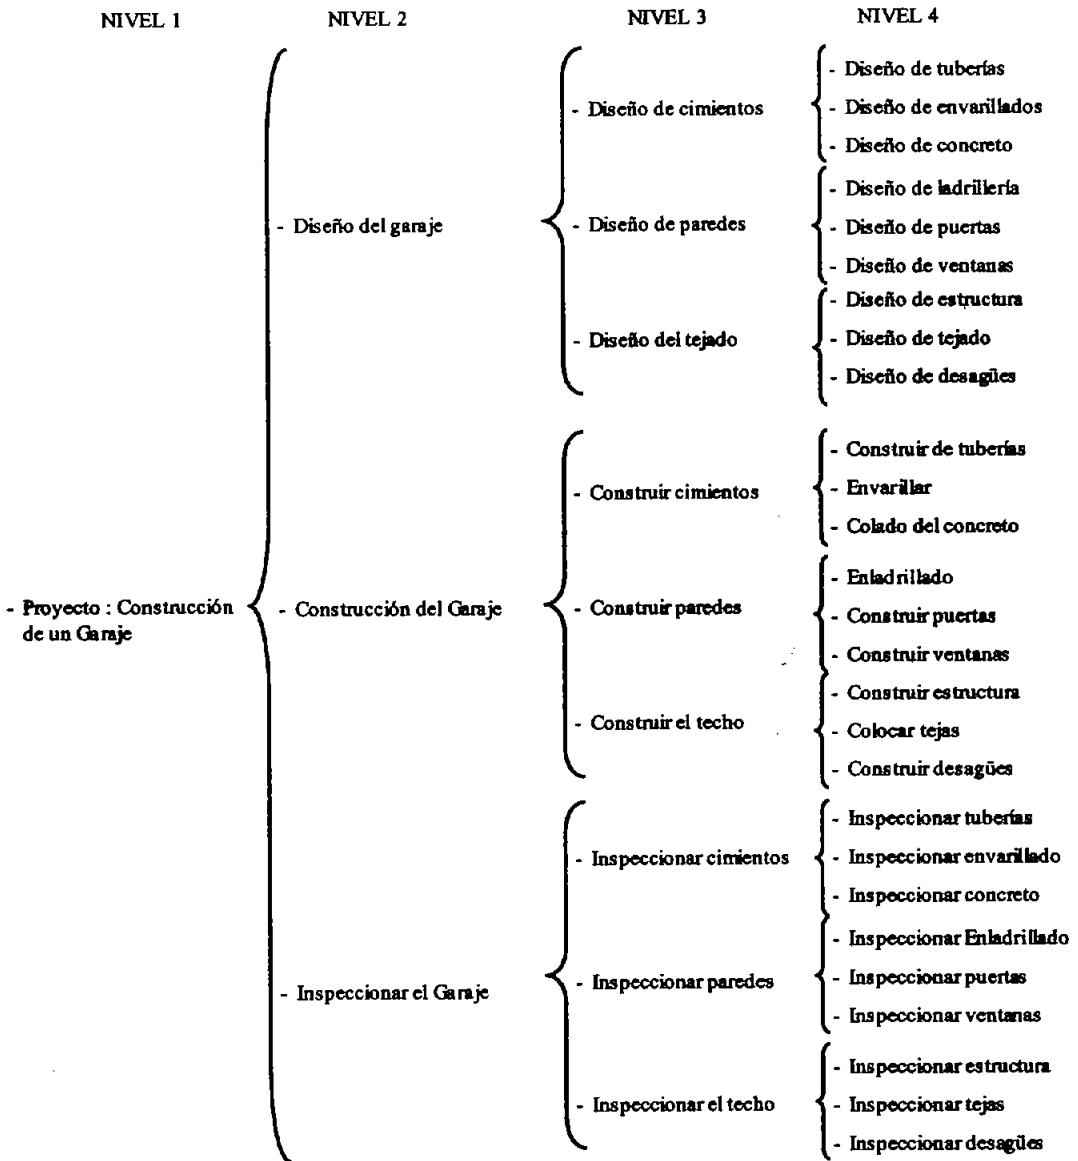 NIVEL 1
NIVEL 2
NIVEL 3
NIVEL 4
- Proyecto : Construcción
de un Garaje
- Diseño del garaje
- Diseño de cimientos
- Diseño de tuberías
- Diseño de envarillados
- Diseño de concreto
- Diseño de paredes
- Diseño de ladrillería
- Diseño de puertas
- Diseño de ventanas
- Diseño del tejado
- Diseño de estructura
- Diseño de tejado
- Diseño de desagües
- Construcción del Garaje
- Construir cimientos
- Construir de tuberías
- Envarillar
- Colado del concreto
- Construir paredes
- Enladrillado
- Construir puertas
- Construir ventanas
- Construir el techo
- Construir estructura
- Colocar tejas
- Construir desagües
- Inspeccionar el Garaje
- Inspeccionar cimientos
- Inspeccionar tuberías
- Inspeccionar envarillado
- Inspeccionar concreto
- Inspeccionar paredes
- Inspeccionar Enladrillado
- Inspeccionar puertas
- Inspeccionar ventanas
- Inspeccionar el techo
- Inspeccionar estructura
- Inspeccionar tejas
- Inspeccionar desagües